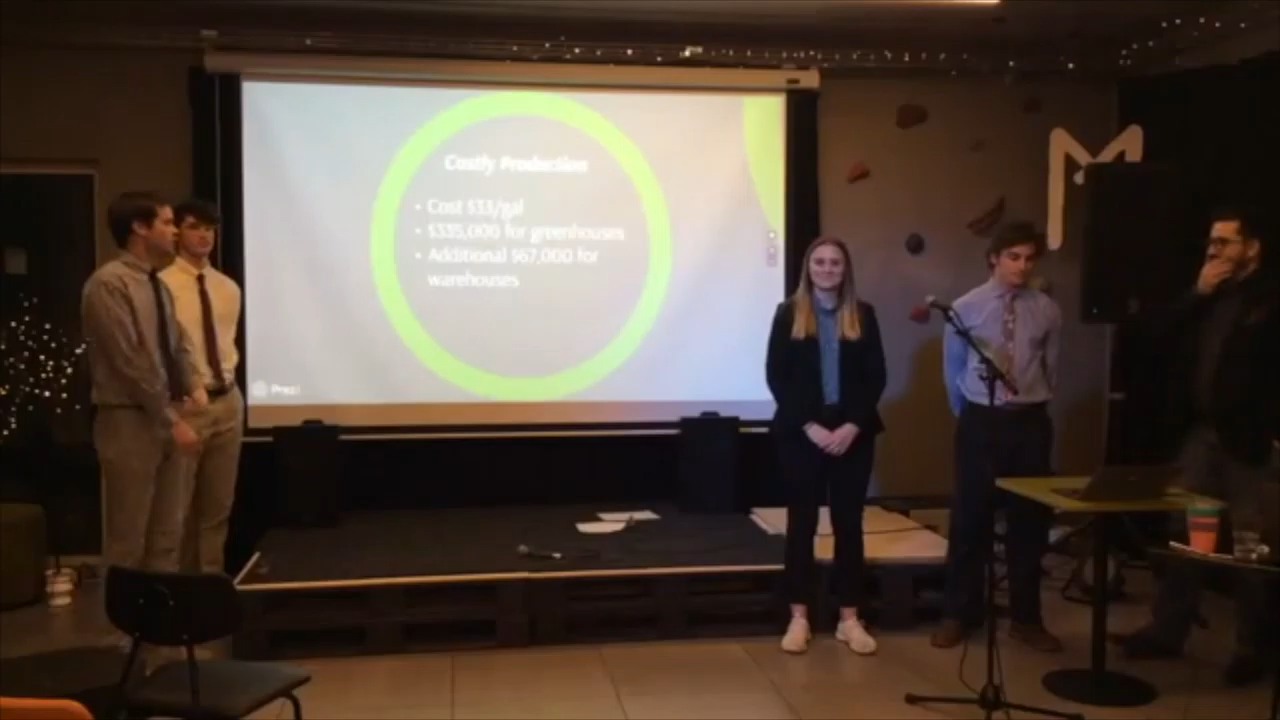 Costly Production
• Cost $33/gal
• $335,000 for greenhouses
• Additional $67,000 for
warehouses
Prezi
M